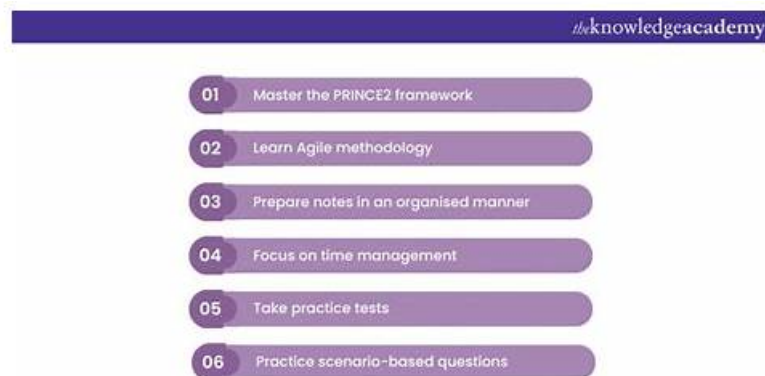 theknowledgeacademy
01 Master the PRINCE2 framework
02 Learn Agile methodology
03 Prepare notes in an organised manner
04 Focus on time management
05 Take practice tests
06 Practice scenario-based questions